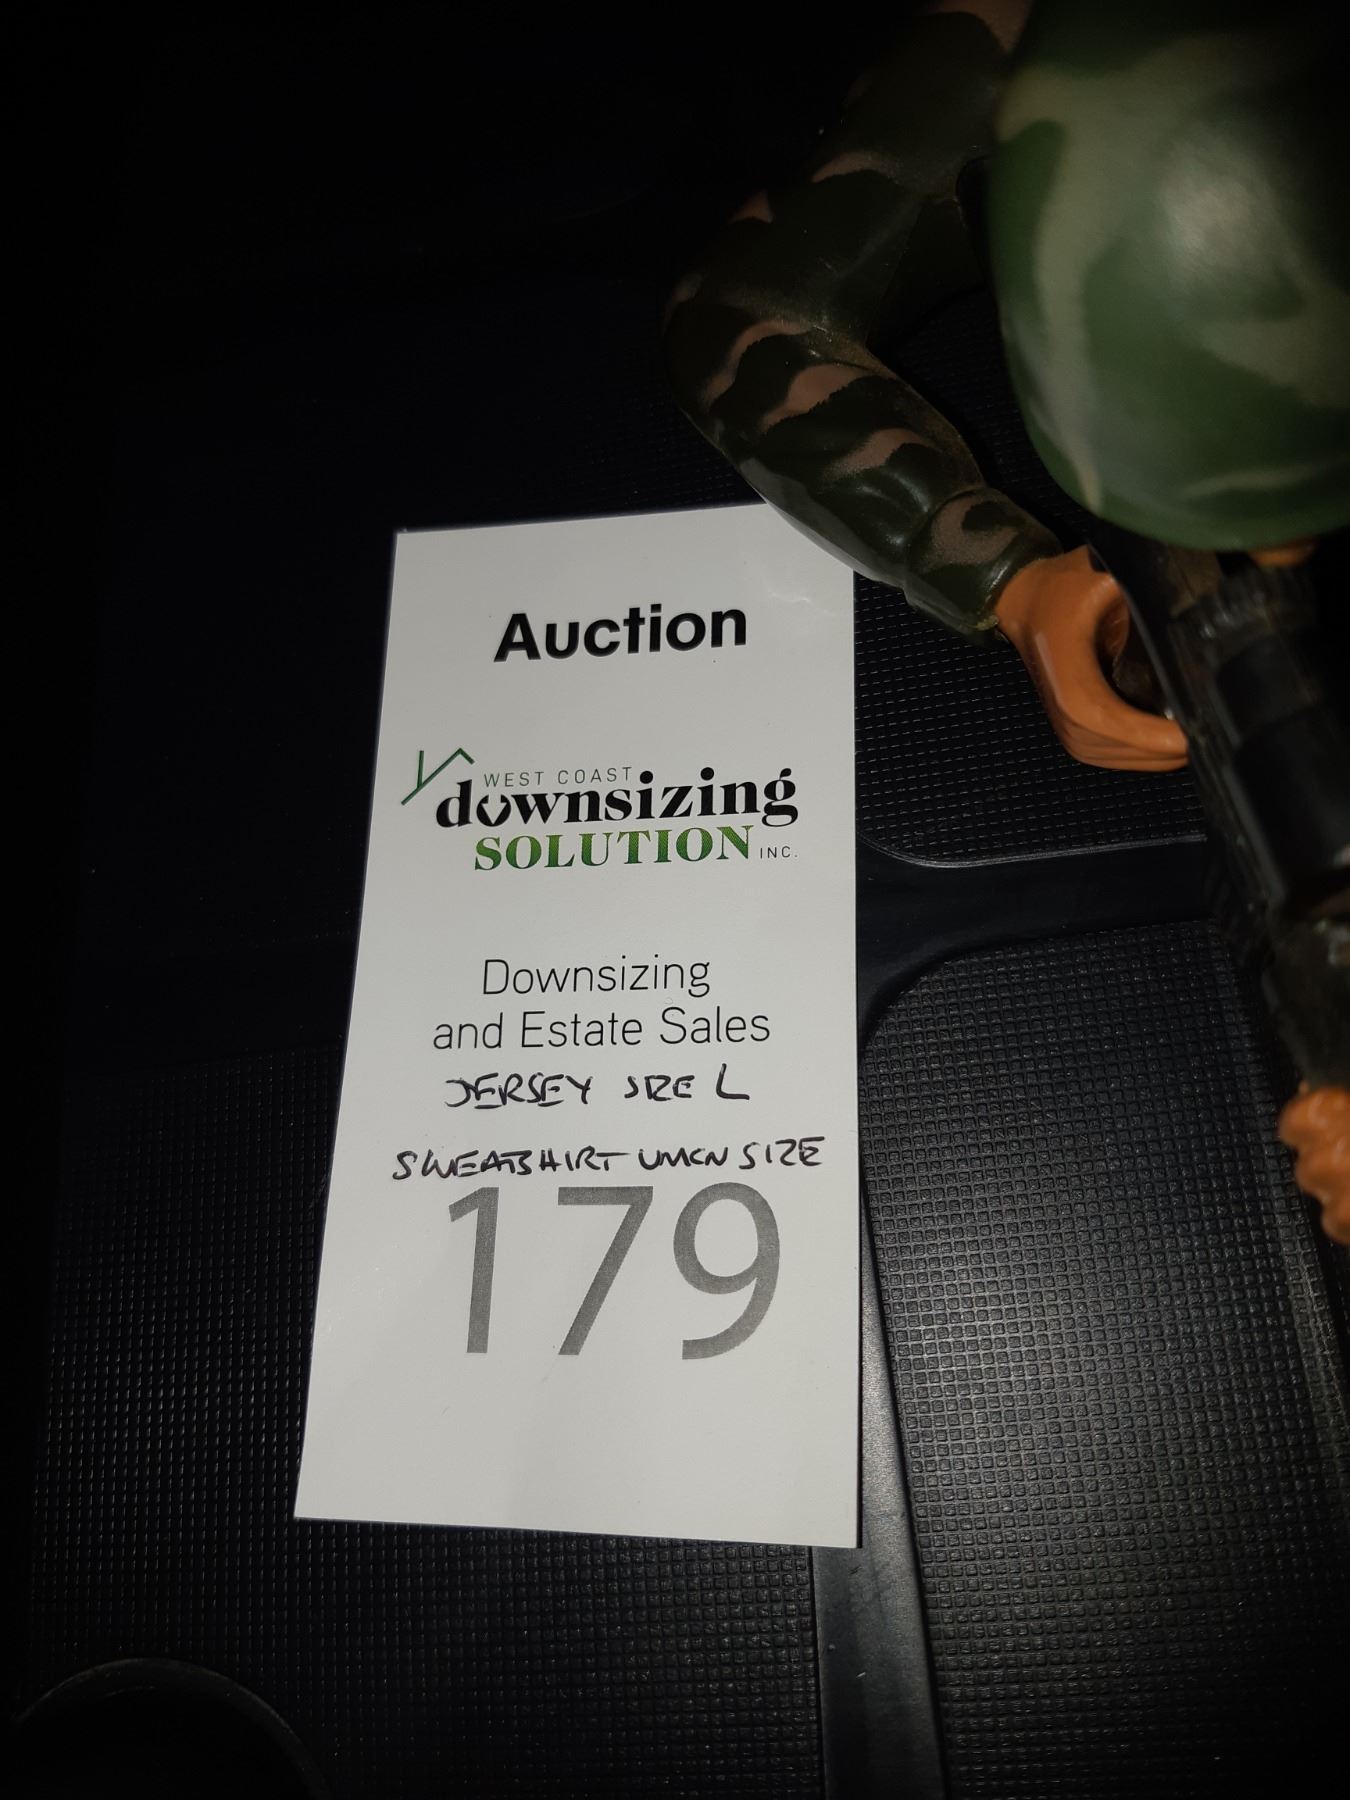 Auction
WEST COAST
downsizing
SOLUTION INC.
Downsizing
and Estate Sales
JERSEY SIZE L
SWEATSHIRT UNKN SIZE
179